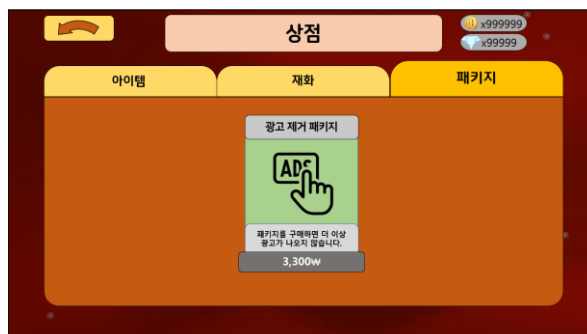 상점
x999999
x99999
아이템
재화
패키지
광고 제거 패키지
ADS
패키지를 구매하면 더 이상
광고가 나오지 않습니다.
3,300₩